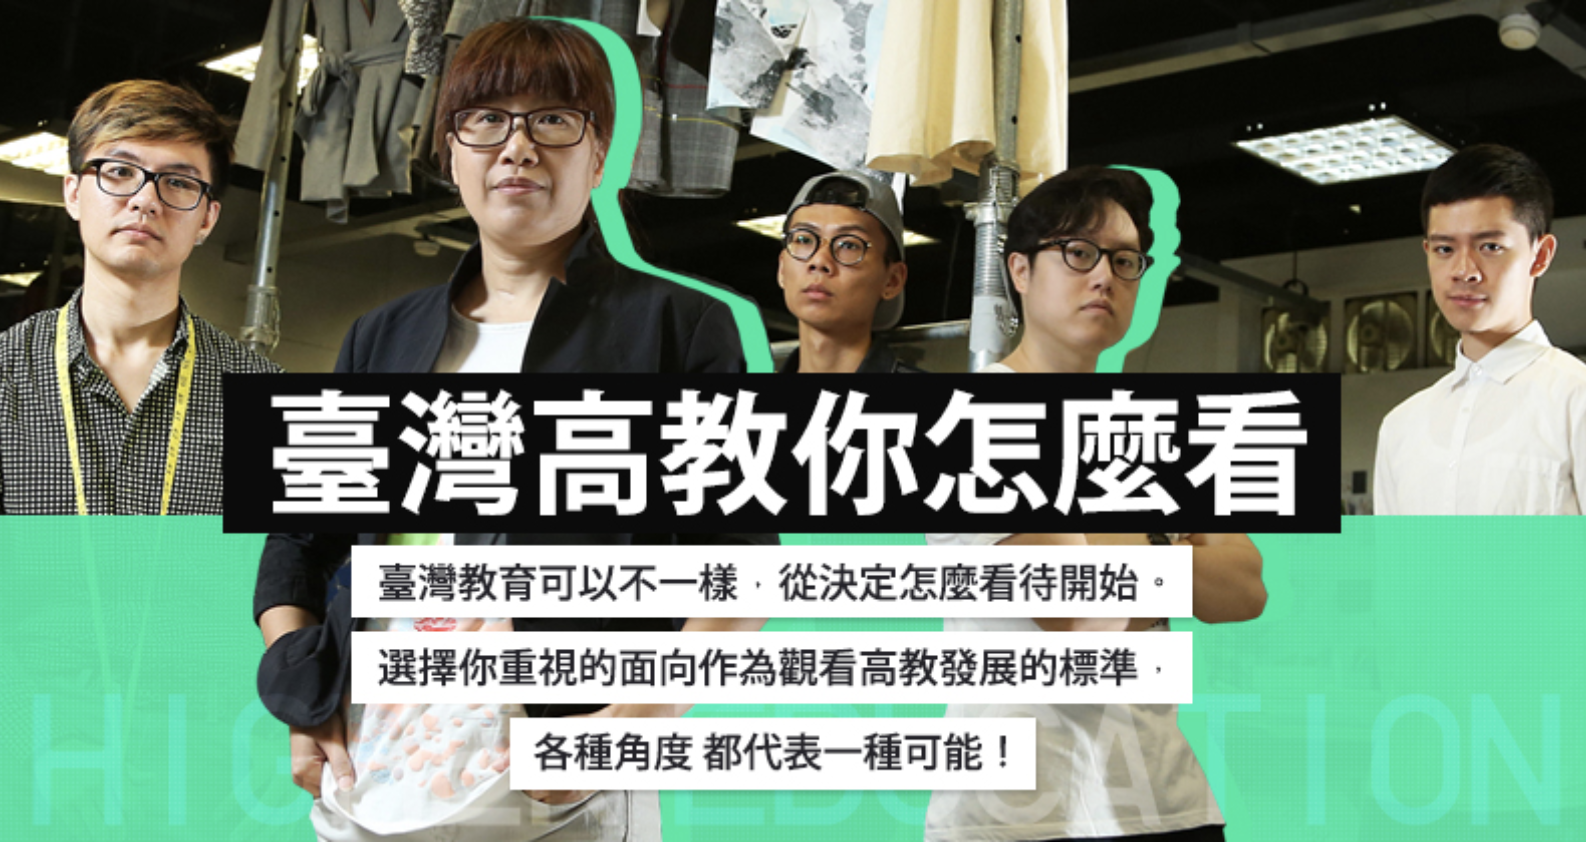 臺灣高教你怎麼看
臺灣教育可以不一樣，從決定怎麼看待開始。
選擇你重視的面向作為觀看高教發展的標準，
各種角度 都代表一種可能！
HIGHER EDUCATION